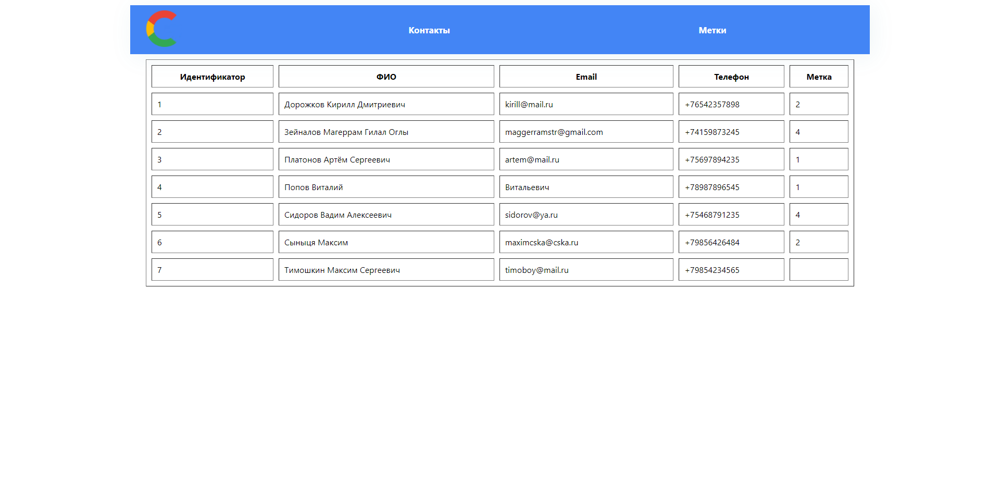 Контакты Метки
Идентификатор ФИО Email Телефон Метка
1 Дорожков Кирилл Дмитриевич kirill@mail.ru +76542357898 2
2 Зейналов Магеррам Гилал Оглы maggerramstr@gmail.com +74159873245 4
3 Платонов Артём Сергеевич artem@mail.ru +75697894235 1
4 Попов Виталий Витальевич +78987896545 1
5 Сидоров Вадим Алексеевич sidorov@ya.ru +75468791235 4
6 Сыныця Максим maximcska@cska.ru +79856426484 2
7 Тимошкин Максим Сергеевич timoboy@mail.ru +79854234565